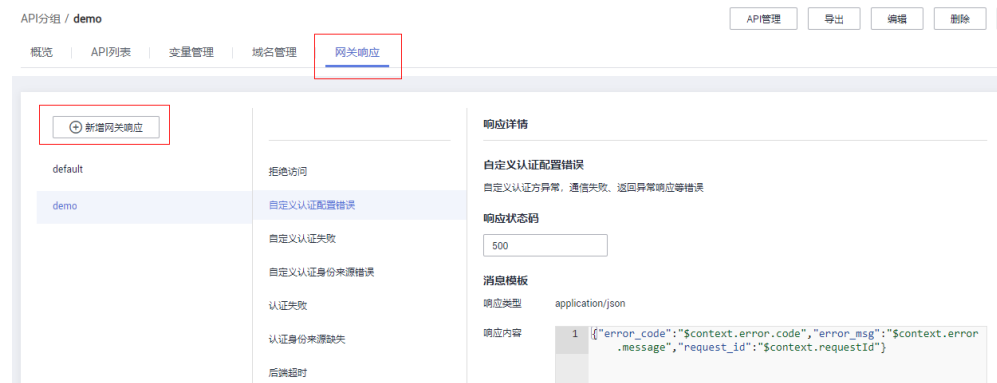 API分组 / demo
API管理 导出 编辑 删除
概览 API列表 变量管理 域名管理 网关响应
新增网关响应
default
demo
拒绝访问
自定义认证配置错误
自定义认证失败
自定义认证身份来源错误
认证失败
认证身份来源缺失
后端超时
响应详情
自定义认证配置错误
自定义认证方异常，通信失败、返回异常响应等错误
响应状态码
500
消息模板
响应类型 application/json
响应内容
1 {"error_code":"$context.error.code","error_msg":"$context.error
.message","request_id":"$context.requestId"}